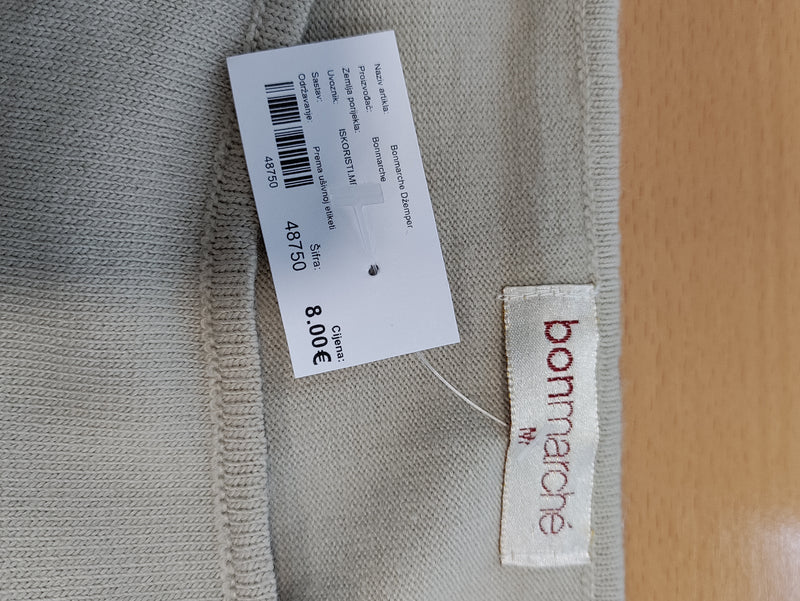 Naziv artikla: Bonmarche Džemper
Proizvođač: Bonmarche
Zemlja porijekla:
Uvoznik: ISKORISTI.ME
Sastav:
Održavanje: Prema ušivnoj etiketi
48750
Šifra:
48750
Cijena:
8.00€
bonmarché
M